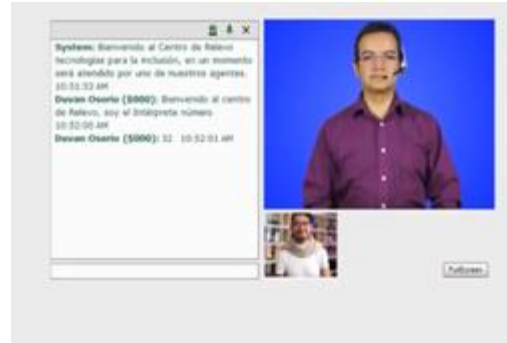 System: Bienvenido al Centro de Relevo
tecnologias para la inclusión, en un momento
será atendido por uno de nuestros agentes.
10:51:33 AM
Duvan Osorio (5000): Bienvenido al centro
de Relevo, soy el Intérprete número
10:52:00 AM
Duvan Osorio (5000): 32 10:52:01 AM
FullScreen